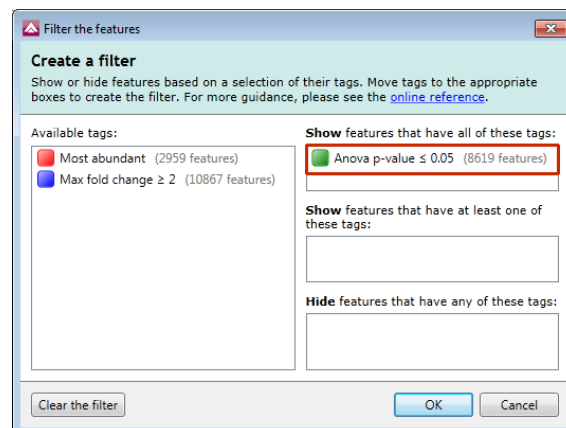 Filter the features
Create a filter
Show or hide features based on a selection of their tags. Move tags to the appropriate
boxes to create the filter. For more guidance, please see the online reference.
Available tags:
Most abundant (2959 features)
Max fold change ≥ 2 (10867 features)
Show features that have all of these tags:
Anova p-value ≤ 0.05 (8619 features)
Show features that have at least one of
these tags:
Hide features that have any of these tags:
Clear the filter
OK
Cancel